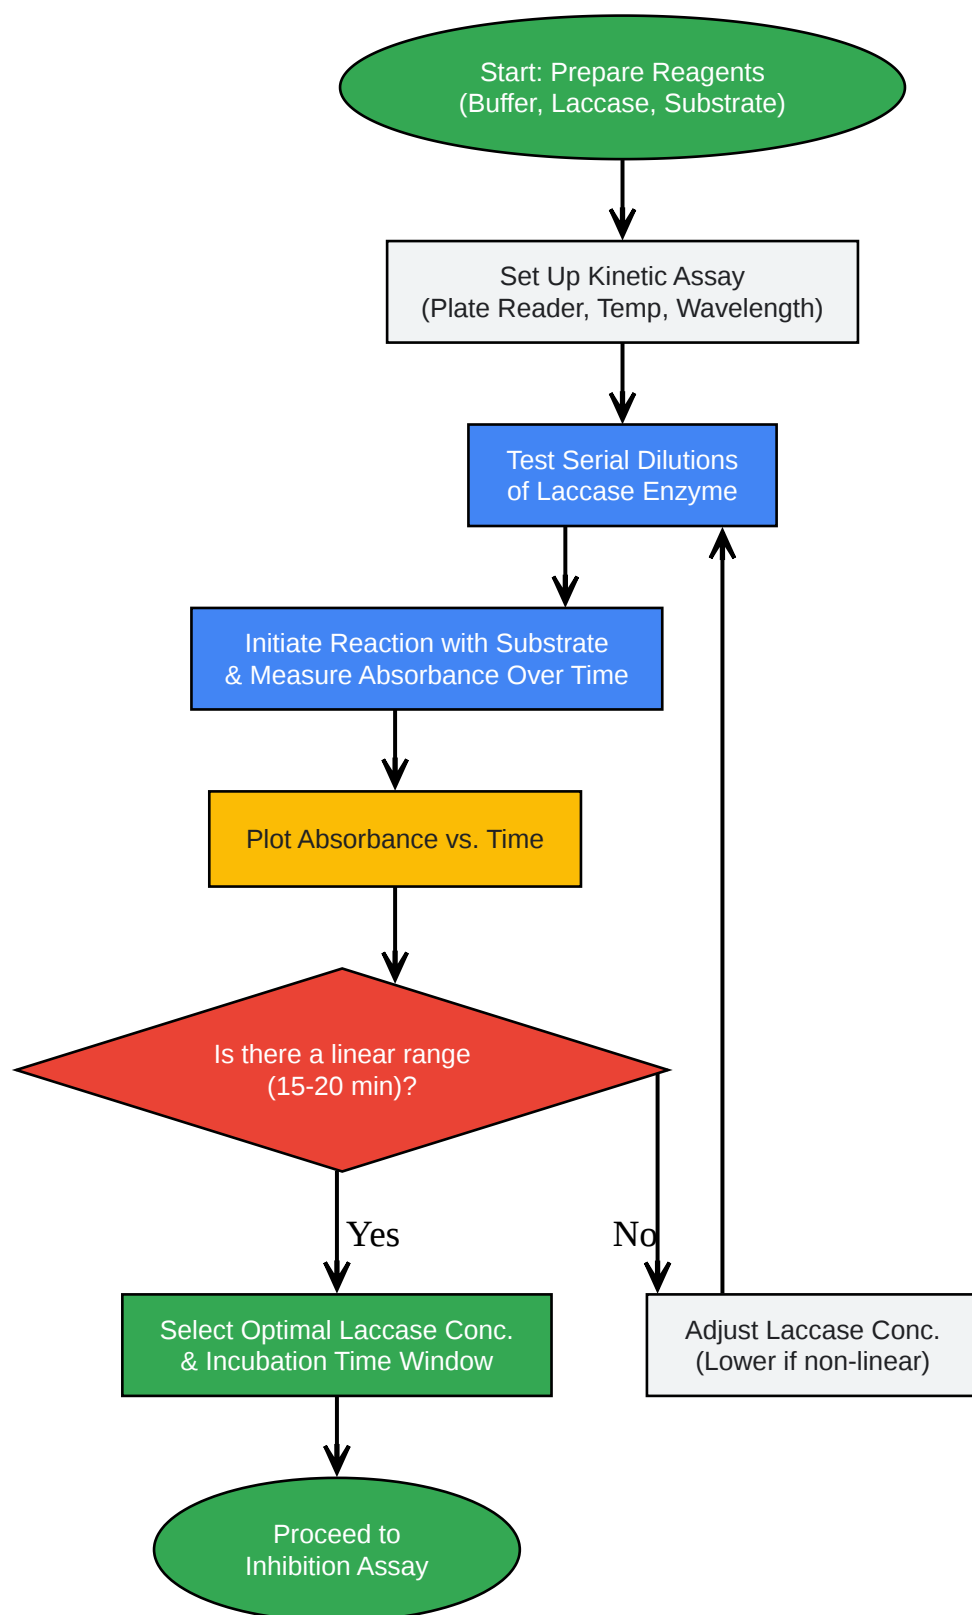 Start: Prepare Reagents
(Buffer, Laccase, Substrate)
Set Up Kinetic Assay
(Plate Reader, Temp, Wavelength)
Test Serial Dilutions
of Laccase Enzyme
Initiate Reaction with Substrate
& Measure Absorbance Over Time
Plot Absorbance vs. Time
Is there a linear range
(15-20 min)?
Yes
No
Select Optimal Laccase Conc.
& Incubation Time Window
Adjust Laccase Conc.
(Lower if non-linear)
Proceed to
Inhibition Assay